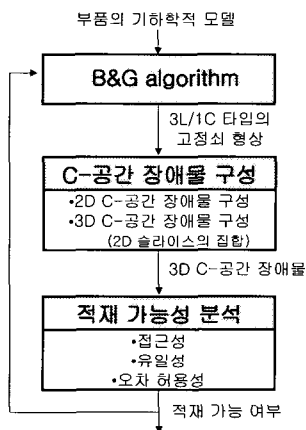 부품의 기하학적 모델
B&G algorithm
3L/1C 타입의
고정쇠 형상
C-공간 장애물 구성
•2D C-공간 장애물 구성
•3D C-공간 장애물 구성
(2D 슬라이스의 집합)
3D C-공간 장애물
적재 가능성 분석
•접근성
•유일성
•오차 허용성
적재 가능 여부